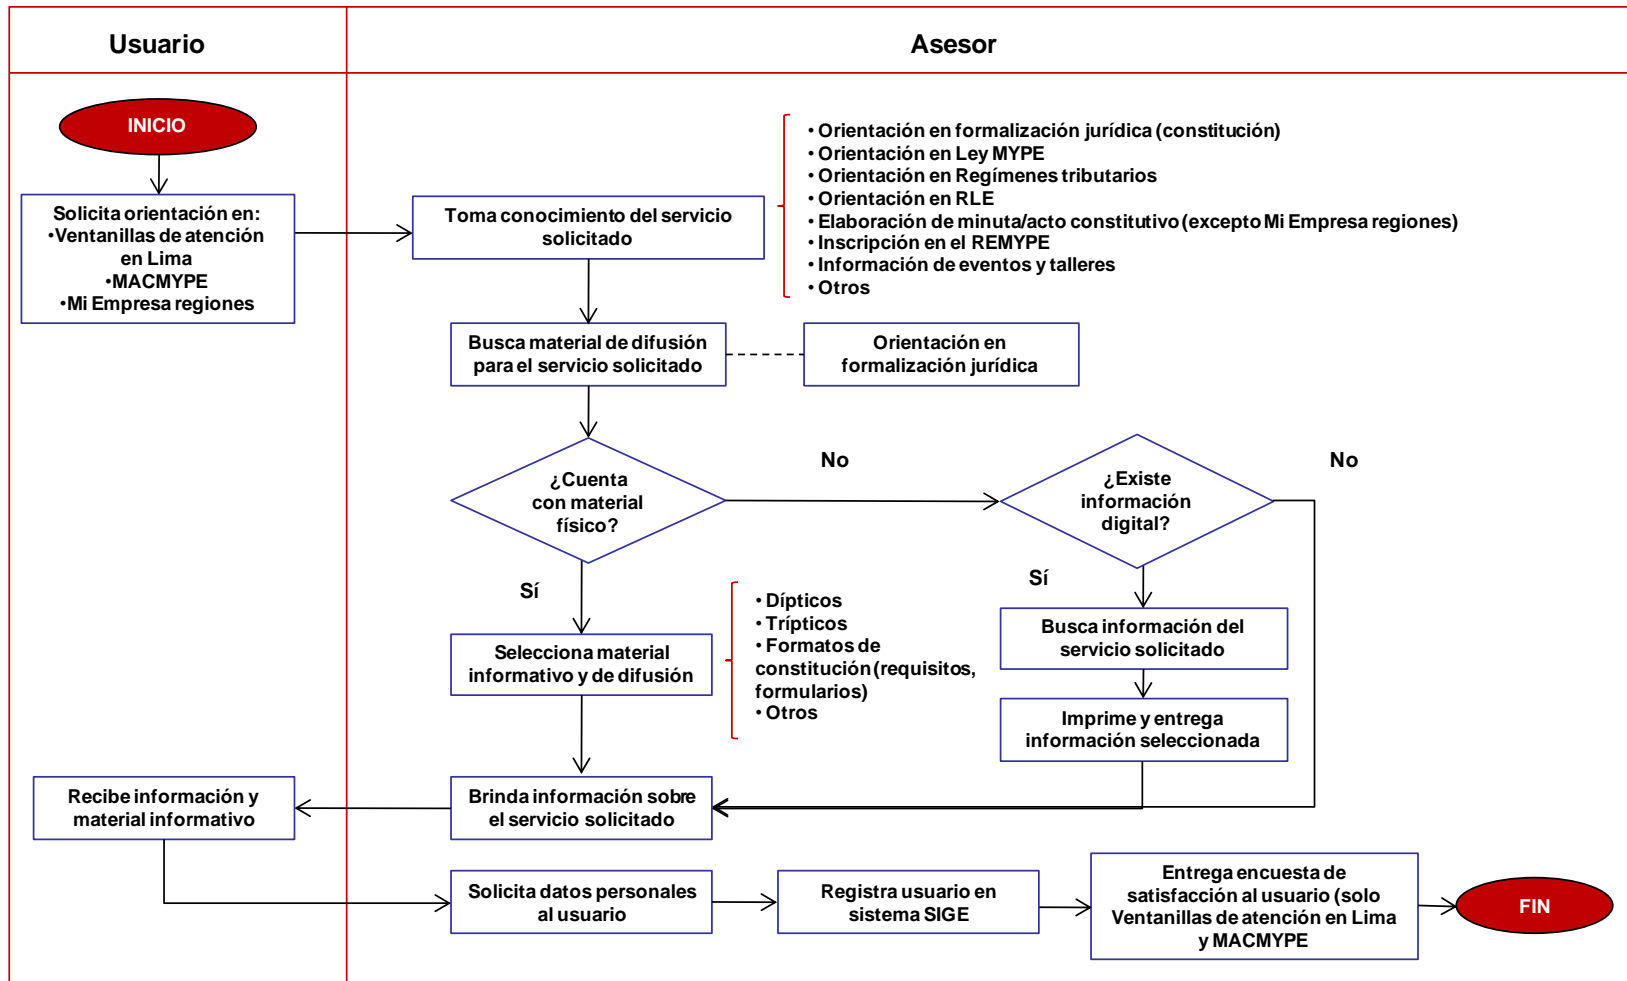 Usuario
Asesor
INICIO
Solicita orientación en:
•Ventanillas de atención
en Lima
•MACMYPE
•Mi Empresa regiones
Toma conocimiento del servicio
solicitado
• Orientación en formalización jurídica (constitución)
• Orientación en Ley MYPE
• Orientación en Regímenes tributarios
• Orientación en RLE
• Elaboración de minuta/acto constitutivo (excepto Mi Empresa regiones)
• Inscripción en el REMYPE
• Información de eventos y talleres
• Otros
Busca material de difusión
para el servicio solicitado
Orientación en
formalización jurídica
¿Cuenta
con material
físico?
No
¿Existe
información
digital?
No
Sí
Sí
Selecciona material
informativo y de difusión
• Dípticos
• Trípticos
• Formatos de
constitución (requisitos,
formularios)
• Otros
Busca información del
servicio solicitado
Imprime y entrega
información seleccionada
Recibe información y
material informativo
Brinda información sobre
el servicio solicitado
Solicita datos personales
al usuario
Registra usuario en
sistema SIGE
Entrega encuesta de
satisfacción al usuario (solo
Ventanillas de atención en Lima
y MACMYPE
FIN